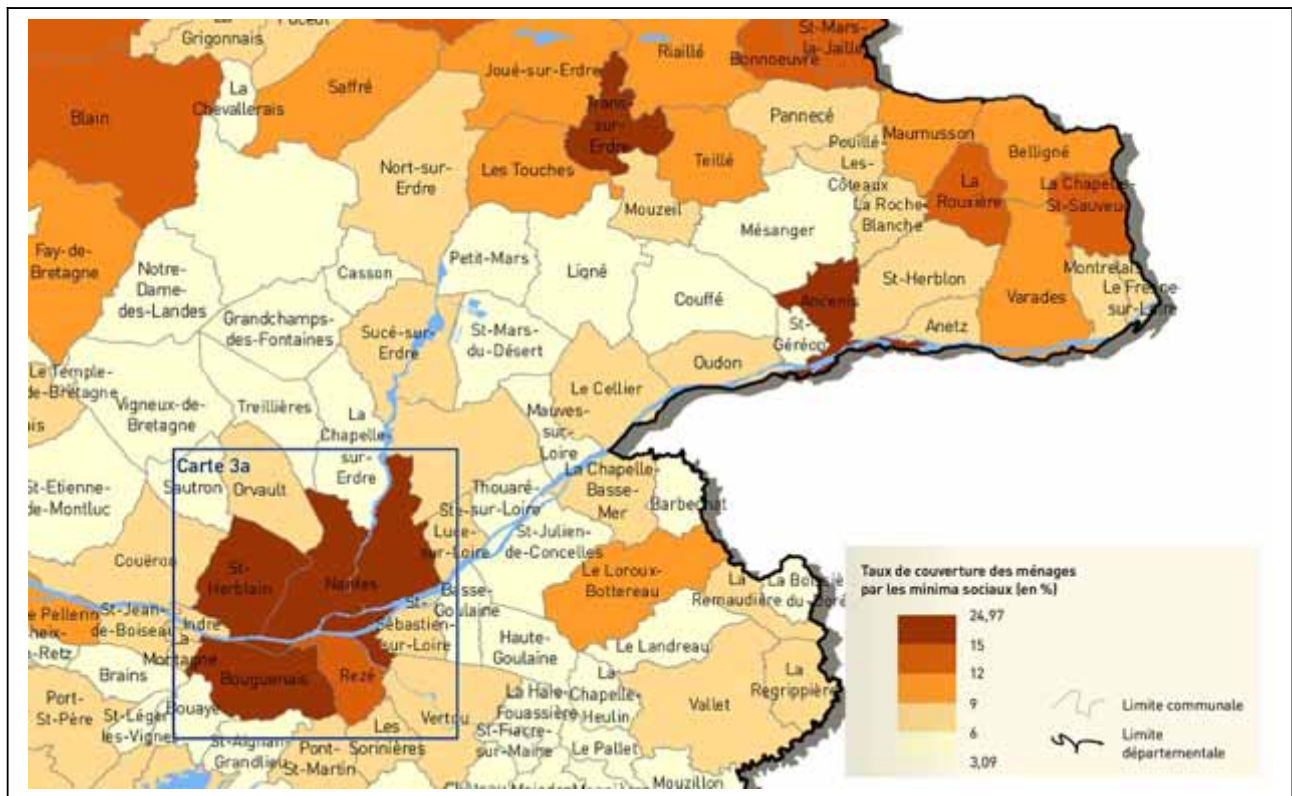 Grigonnais
La
Chevallerais
Blain
Saffré
Joué-sur-Erdre
Riaillé
St-Mars-
la-Jaille
Bonnoeuvre
Trans-
sur-
Erdre
Pannecé
Maumusson
Belligné
Pouillé-
Les-
Côteaux
Nort-sur-
Erdre
Les Touches
Teillé
La
Rouxière
La Chapelle-
St-Sauveur
La Roche-
Blanche
Mouzeil
Mésanger
Fay-de-
Bretagne
Notre-
Dame-
des-Landes
Casson
Petit-Mars
Ligné
Couffé
St-Herblon
Montrelais
Le Fresne-
sur-Loire
Varades
Ancenis
Anetz
St-
Géréon
Grandchamps-
des-Fontaines
Sucé-sur-
Erdre
St-Mars-
du-Désert
Oudon
Le Cellier
Le Temple-
de-Bretagne
Vigneux-de-
Bretagne
Treillières
La
Chapelle-
sur-
Erdre
Mauves-
sur-
Loire
ais
Carte 3a
Sautron
Orvault
St-Etienne-
de-Montluc
Thouaré-
sur-Loire
Ste-
Luce-
sur-Loire
La Chapelle-
Basse-
Mer
Barbechat
St-Julien-
de-Concelles
Couëron
St-
Herblain
Nantes
Le Loroux-
Bottereau
La
Remaudière
La Boissière
du-Doré
Basse-
Goulaine
St-
Sébastien-
sur-Loire
Le Pellerin
St-Jean-
de-Boiseau
Indre
La
Montagne
Haute-
Goulaine
Le Landreau
Brains
Bouguenais
Rezé
La
Regrippière
Port-
St-Père
St-Léger
les-Vignes
Bouaye
Les
Sorinières
Vertou
La Haie-
Fouassière
La
Chapelle-
Heulin
Vallet
St-Aignan-
Grandlieu
Pont-
St-Martin
St-Fiacre-
sur-Maine
Le Pallet
Mouzillon
Taux de couverture des ménages
par les minima sociaux (en %)
24,97
15
12
9
6
3,09
Limite communale
Limite
départementale